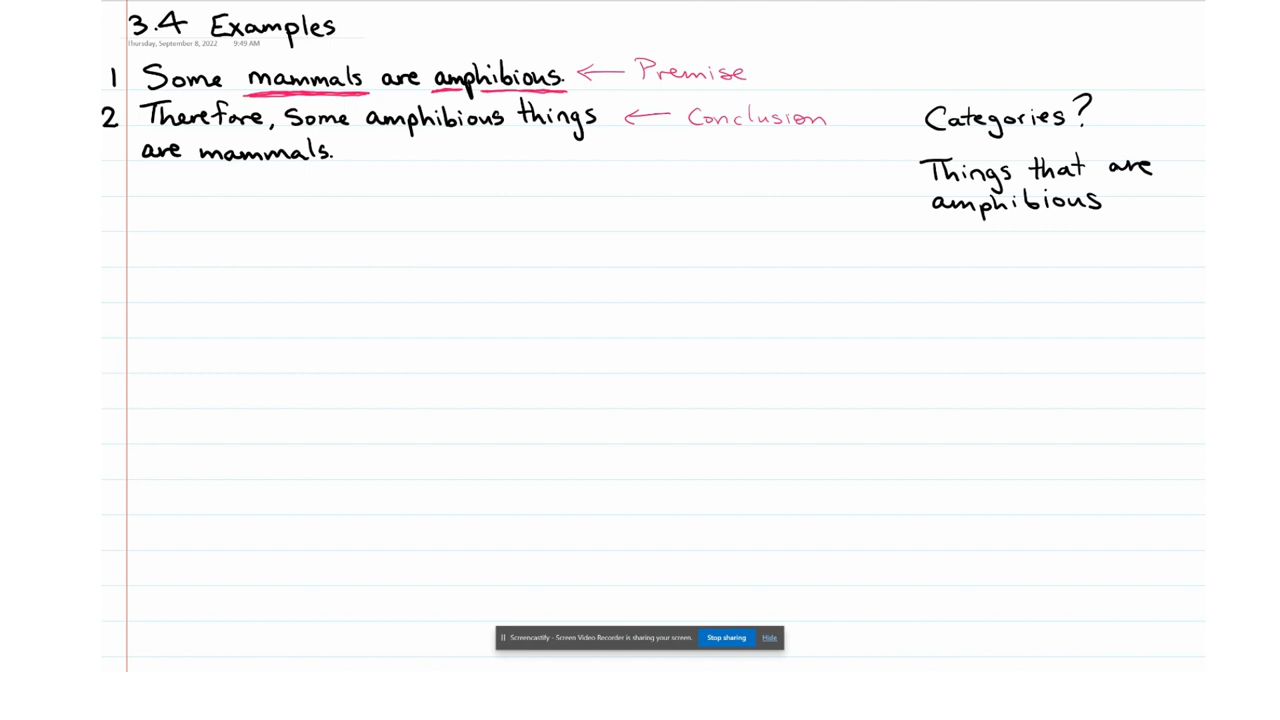 3.4 Examples
Thursday, September 8, 2022 9:49 AM
1 Some mammals are amphibious. ← Premise
2 Therefore, Some amphibious things ← Conclusion
are mammals.
Categories?
Things that are
amphibious
Screencastify - Screen Video Recorder is sharing your screen. Stop sharing Hide